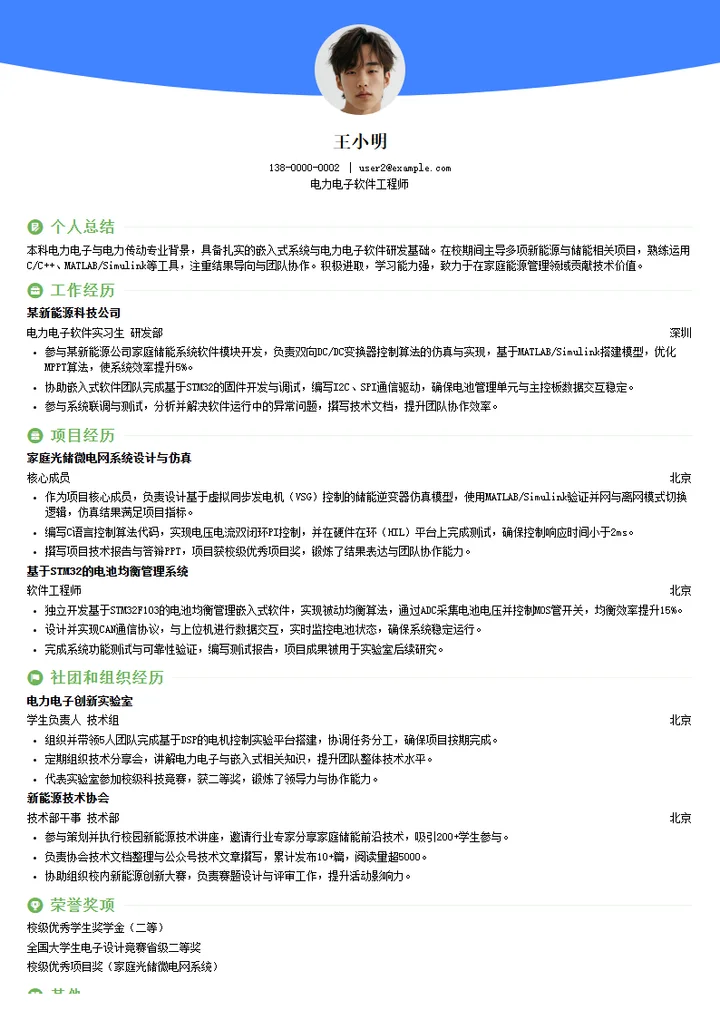 王小明
138-0000-0002 | user2@example.com
电力电子软件工程师
个人总结
本科电力电子与电力传动专业背景，具备扎实的嵌入式系统与电力电子软件研发基础。在校期间主导多项新能源与储能相关项目，熟练运用
C/C++、MATLAB/Simulink等工具，注重结果导向与团队协作。积极进取，学习能力强，致力于在家庭能源管理领域贡献技术价值。
工作经历
某新能源科技公司
电力电子软件实习生 研发部 深圳
• 参与某新能源公司家庭储能系统软件模块开发，负责双向DC/DC变换器控制算法的仿真与实现，基于MATLAB/Simulink搭建模型，优化
MPPT算法，使系统效率提升5%。
• 协助嵌入式软件团队完成基于STM32的固件开发与调试，编写I2C、SPI通信驱动，确保电池管理单元与主控板数据交互稳定。
• 参与系统联调与测试，分析并解决软件运行中的异常问题，撰写技术文档，提升团队协作效率。
项目经历
家庭光储微电网系统设计与仿真
核心成员 北京
• 作为项目核心成员，负责设计基于虚拟同步发电机（VSG）控制的储能逆变器仿真模型，使用MATLAB/Simulink验证并网与离网模式切换
逻辑，仿真结果满足项目指标。
• 编写C语言控制算法代码，实现电压电流双闭环PI控制，并在硬件在环（HIL）平台上完成测试，确保控制响应时间小于2ms。
• 撰写项目技术报告与答辩PPT，项目获校级优秀项目奖，锻炼了结果表达与团队协作能力。
基于STM32的电池均衡管理系统
软件工程师 北京
• 独立开发基于STM32F103的电池均衡管理嵌入式软件，实现被动均衡算法，通过ADC采集电池电压并控制MOS管开关，均衡效率提升15%。
• 设计并实现CAN通信协议，与上位机进行数据交互，实时监控电池状态，确保系统稳定运行。
• 完成系统功能测试与可靠性验证，编写测试报告，项目成果被用于实验室后续研究。
社团和组织经历
电力电子创新实验室
学生负责人 技术组 北京
• 组织并带领5人团队完成基于DSP的电机控制实验平台搭建，协调任务分工，确保项目按期完成。
• 定期组织技术分享会，讲解电力电子与嵌入式相关知识，提升团队整体技术水平。
• 代表实验室参加校级科技竞赛，获二等奖，锻炼了领导力与协作能力。
新能源技术协会
技术部干事 技术部 北京
• 参与策划并执行校园新能源技术讲座，邀请行业专家分享家庭储能前沿技术，吸引200+学生参与。
• 负责协会技术文档整理与公众号技术文章撰写，累计发布10+篇，阅读量超5000。
• 协助组织校内新能源创新大赛，负责赛题设计与评审工作，提升活动影响力。
荣誉奖项
校级优秀学生奖学金（二等）
全国大学生电子设计竞赛省级二等奖
校级优秀项目奖（家庭光储微电网系统）